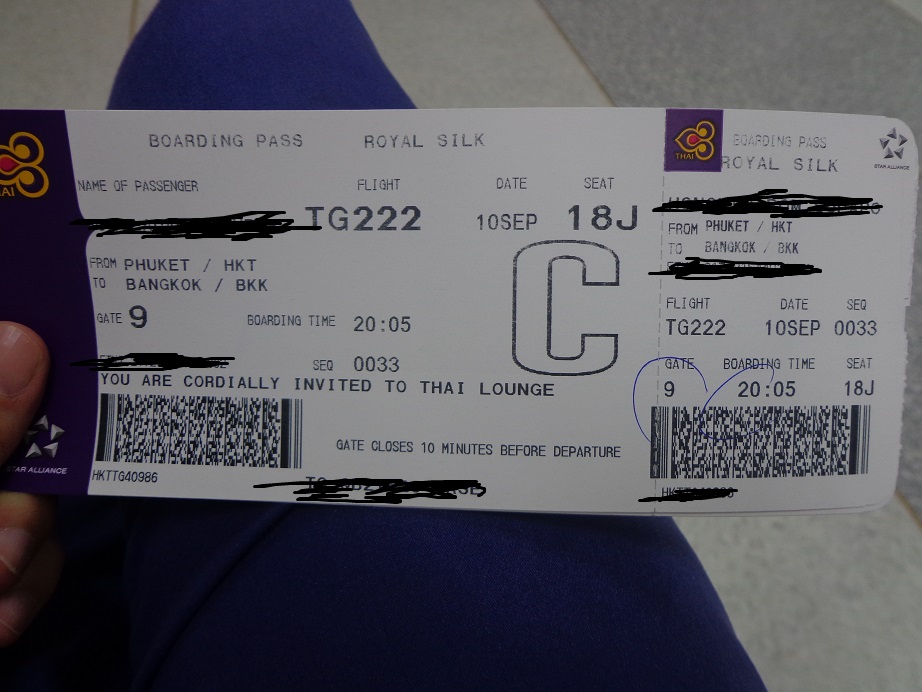 BOARDING PASS ROYAL SILK
NAME OF PASSENGER FLIGHT DATE SEAT
TG222 10SEP 18J
FROM PHUKET / HKT
TO BANGKOK / BKK
C
GATE 9 BOARDING TIME 20:05
SEQ 0033
YOU ARE CORDIALLY INVITED TO THAI LOUNGE
GATE CLOSES 10 MINUTES BEFORE DEPARTURE
HKTTG40986
THAI
STAR ALLIANCE
THAI
BOARDING PASS
ROYAL SILK
STAR ALLIANCE
FROM PHUKET / HKT
TO BANGKOK / BKK
FLIGHT DATE SEQ
TG222 10SEP 0033
GATE BOARDING TIME SEAT
9 20:05 18J